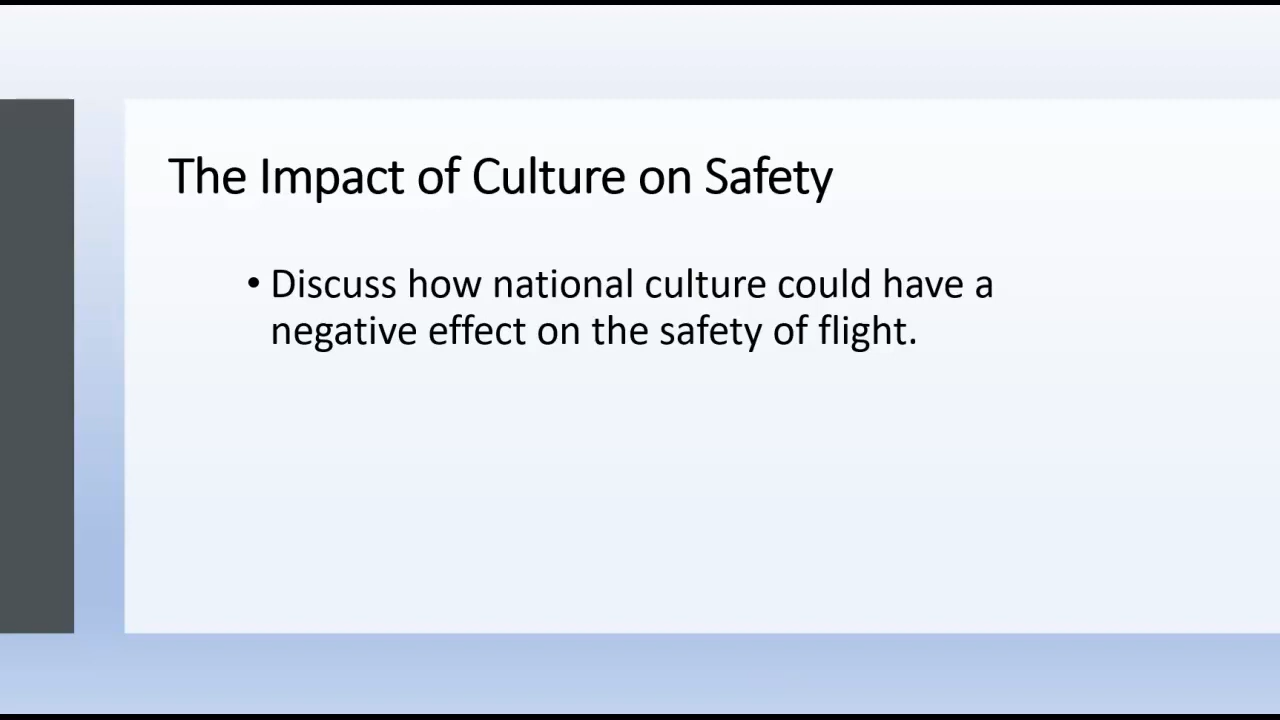 The Impact of Culture on Safety
• Discuss how national culture could have a
negative effect on the safety of flight.